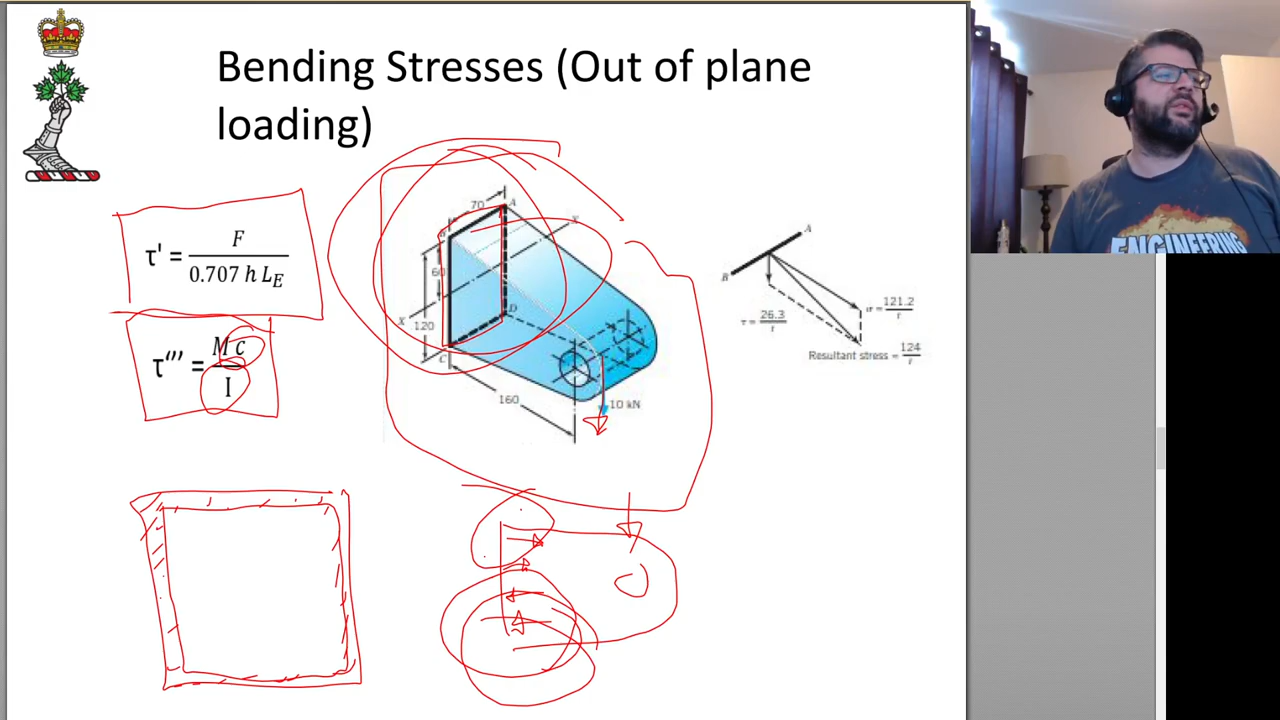 Bending Stresses (Out of plane
loading)
τ' = F / 0.707 h L_E
τ''' = M c / I
70
A
B
X
60
X
120
D
C
160
10 kN
A
B
τ = 26.3 / t
σ = 121.2 / t
Resultant stress = 124 / t
ENGINEERING